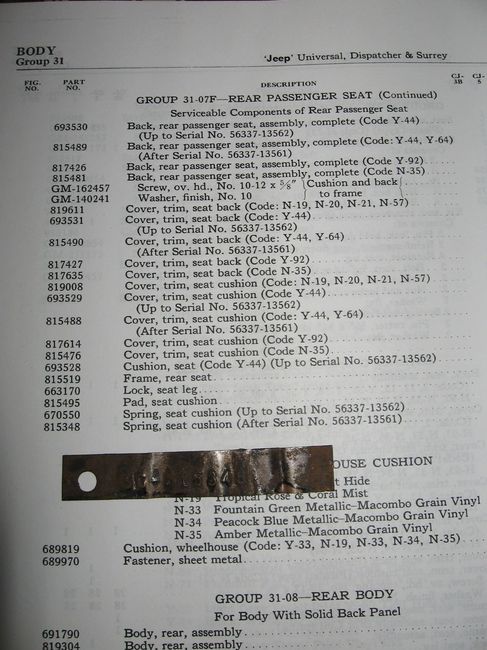 BODY
Group 31
'Jeep' Universal, Dispatcher & Surrey
FIG. NO. PART NO. DESCRIPTION CJ-3B CJ-5
GROUP 31-07F—REAR PASSENGER SEAT (Continued)
Serviceable Components of Rear Passenger Seat
693530 Back, rear passenger seat, assembly, complete (Code Y-44)
(Up to Serial No. 56337-13562)
815489 Back, rear passenger seat, assembly, complete (Code: Y-44, Y-64)
(After Serial No. 56337-13561)
817426 Back, rear passenger seat, assembly, complete (Code Y-92)
815481 Back, rear passenger seat, assembly, complete (Code N-35)
GM-162457 Screw, ov. hd., No. 10-12 x 5/8" {Cushion and back
GM-140241 Washer, finish, No. 10 to frame
819611 Cover, trim, seat back (Code: N-19, N-20, N-21, N-57)
693531 Cover, trim, seat back (Code: Y-44)
(Up to Serial No. 56337-13562)
815490 Cover, trim, seat back (Code: Y-44, Y-64)
(After Serial No. 56337-13561)
817427 Cover, trim, seat back (Code Y-92)
817635 Cover, trim, seat back (Code N-35)
819008 Cover, trim, seat cushion (Code: N-19, N-20, N-21, N-57)
693529 Cover, trim, seat cushion (Code Y-44)
(Up to Serial No. 56337-13562)
815488 Cover, trim, seat cushion (Code: Y-44, Y-64)
(After Serial No. 56337-13561)
817614 Cover, trim, seat cushion (Code Y-92)
815476 Cover, trim, seat cushion (Code N-35)
693528 Cushion, seat (Code Y-44) (Up to Serial No. 56337-13562)
815519 Frame, rear seat
663170 Lock, seat leg
815495 Pad, seat cushion
670550 Spring, seat cushion (Up to Serial No. 56337-13562)
815348 Spring, seat cushion (After Serial No. 56337-13561)
OUSE CUSHION
t Hide
N-19 Tropical Rose & Coral Mist
N-33 Fountain Green Metallic-Macombo Grain Vinyl
N-34 Peacock Blue Metallic-Macombo Grain Vinyl
N-35 Amber Metallic-Macombo Grain Vinyl
689819 Cushion, wheelhouse (Code: Y-33, N-19, N-33, N-34, N-35)
689970 Fastener, sheet metal
GROUP 31-08—REAR BODY
For Body With Solid Back Panel
691790 Body, rear, assembly
819304 Body, rear, assembly